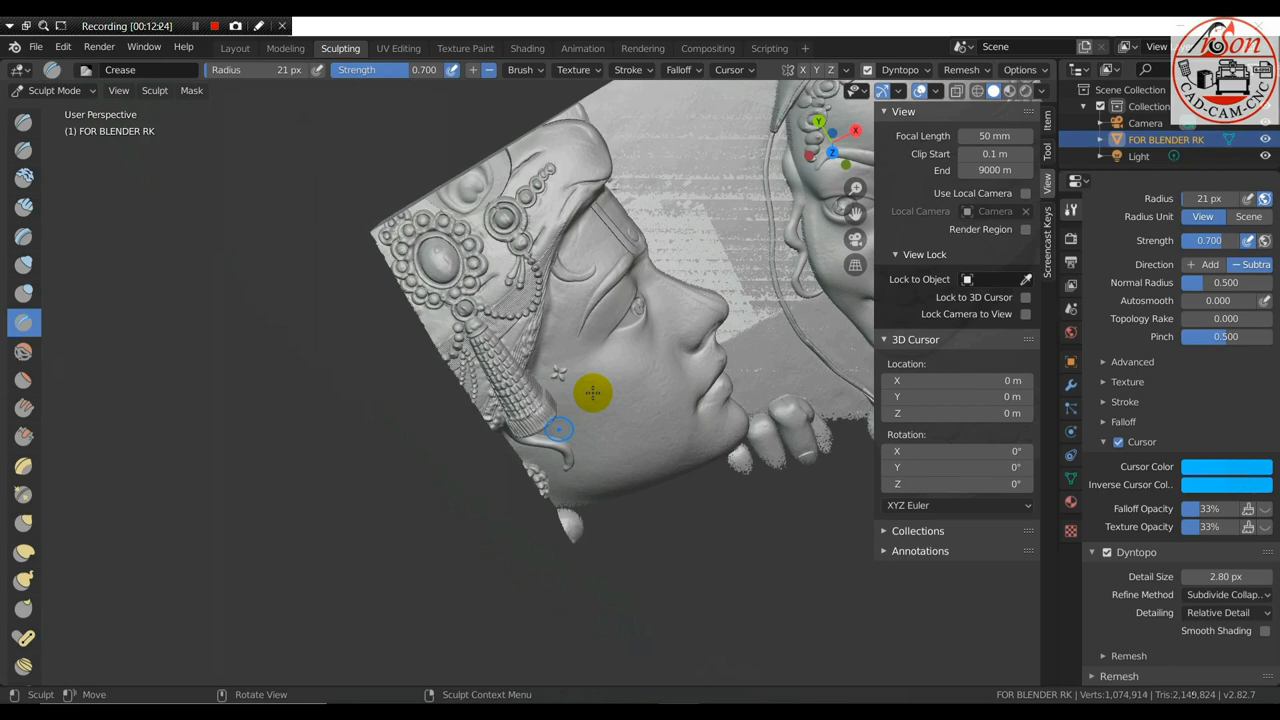 Recording [00:12:24]
File Edit Render Window Help
Layout Modeling Sculpting UV Editing Texture Paint Shading Animation Rendering Compositing Scripting +
Scene
View
Crease Radius 21 px Strength 0.700 Brush Texture Stroke Falloff Cursor X Y Z Dyntopo Remesh Options
Sculpt Mode View Sculpt Mask
User Perspective
(1) FOR BLENDER RK
Y X Z
View
Focal Length 50 mm
Clip Start 0.1 m
End 9000 m
Use Local Camera
Local Camera Camera
Render Region
View Lock
Lock to Object
Lock to 3D Cursor
Lock Camera to View
3D Cursor
Location:
X 0 m
Y 0 m
Z 0 m
Rotation:
X 0°
Y 0°
Z 0°
XYZ Euler
Collections
Annotations
Item
Tool
View
Screencast Keys
Scene Collection
Collection
Camera
FOR BLENDER RK
Light
CAD-CAM-CNC
Radius 21 px
Radius Unit View Scene
Strength 0.700
Direction Add Subtra
Normal Radius 0.500
Autosmooth 0.000
Topology Rake 0.000
Pinch 0.500
Advanced
Texture
Stroke
Falloff
Cursor
Cursor Color
Inverse Cursor Col..
Falloff Opacity 33%
Texture Opacity 33%
Dyntopo
Detail Size 2.80 px
Refine Method Subdivide Collap..
Detailing Relative Detail
Smooth Shading
Remesh
Remesh
Sculpt Move Rotate View Sculpt Context Menu
FOR BLENDER RK | Verts:1,074,914 | Tris:2,149,824 | v2.82.7